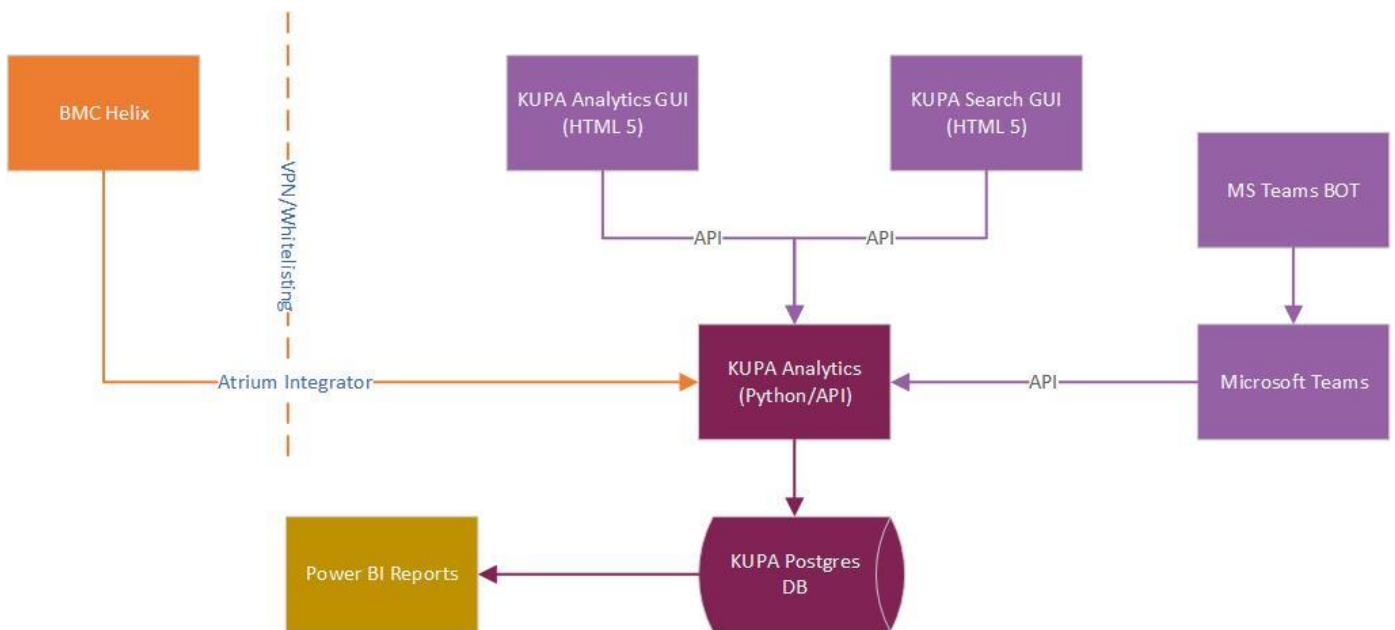 BMC Helix
VPN/Whitelisting
KUPA Analytics GUI
(HTML 5)
KUPA Search GUI
(HTML 5)
MS Teams BOT
API
API
Atrium Integrator
KUPA Analytics
(Python/API)
API
Microsoft Teams
Power BI Reports
KUPA Postgres
DB